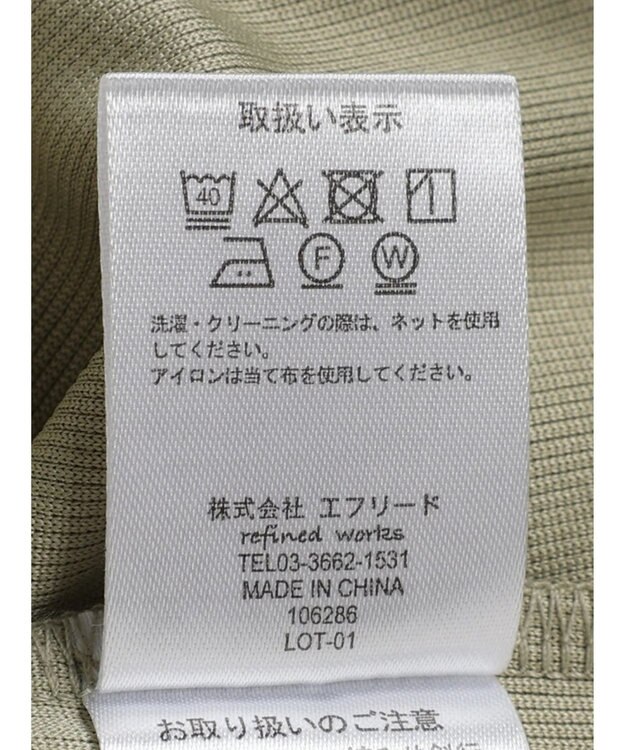 取扱い表示
40
F W
洗濯・クリーニングの際は、ネットを使用
してください。
アイロンは当て布を使用してください。
株式会社 エフリード
refined works
TEL03-3662-1531
MADE IN CHINA
106286
LOT-01
お取り扱いのご注意